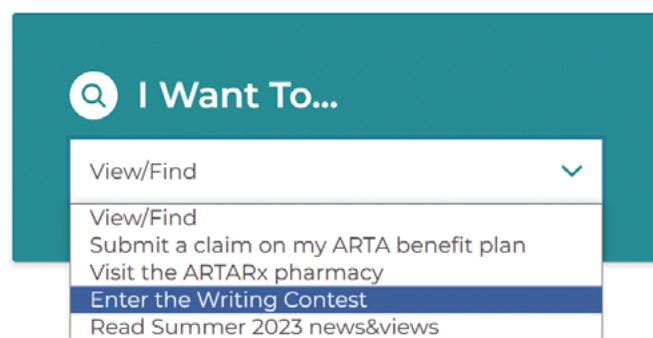 I Want To...
View/Find
View/Find
Submit a claim on my ARTA benefit plan
Visit the ARTARx pharmacy
Enter the Writing Contest
Read Summer 2023 news&views